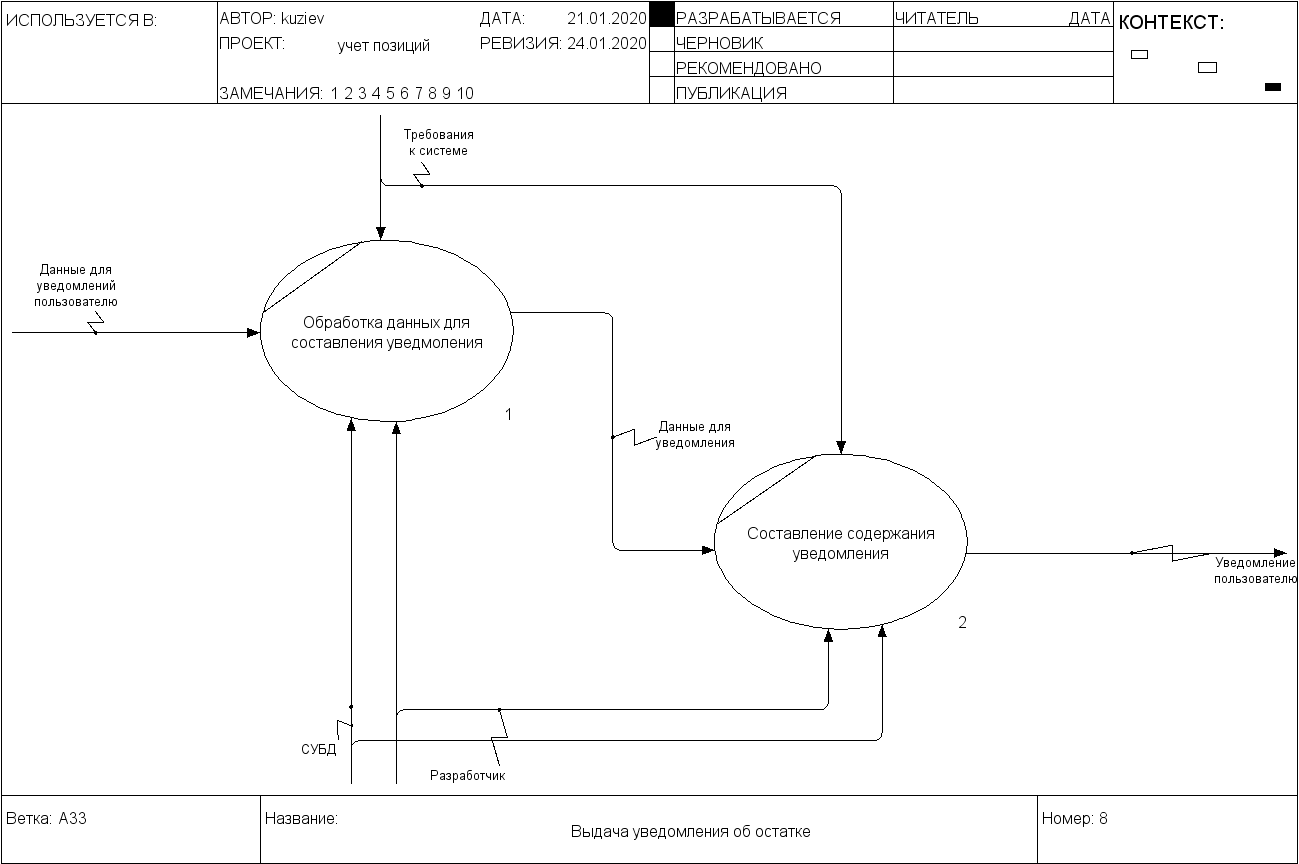 ИСПОЛЬЗУЕТСЯ В:
АВТОР: kuziev
ДАТА: 21.01.2020
ПРОЕКТ: учет позиций
РЕВИЗИЯ: 24.01.2020
ЗАМЕЧАНИЯ: 1 2 3 4 5 6 7 8 9 10
РАЗРАБАТЫВАЕТСЯ
ЧЕРНОВИК
РЕКОМЕНДОВАНО
ПУБЛИКАЦИЯ
ЧИТАТЕЛЬ
ДАТА
КОНТЕКСТ:
Требования
к системе
Данные для
уведомлений
пользователю
Обработка данных для
составления уведмоления
1
Данные для
уведомления
Составление содержания
уведомления
2
Уведомление
пользователю
СУБД
Разработчик
Ветка: A33
Название:
Выдача уведомления об остатке
Номер: 8